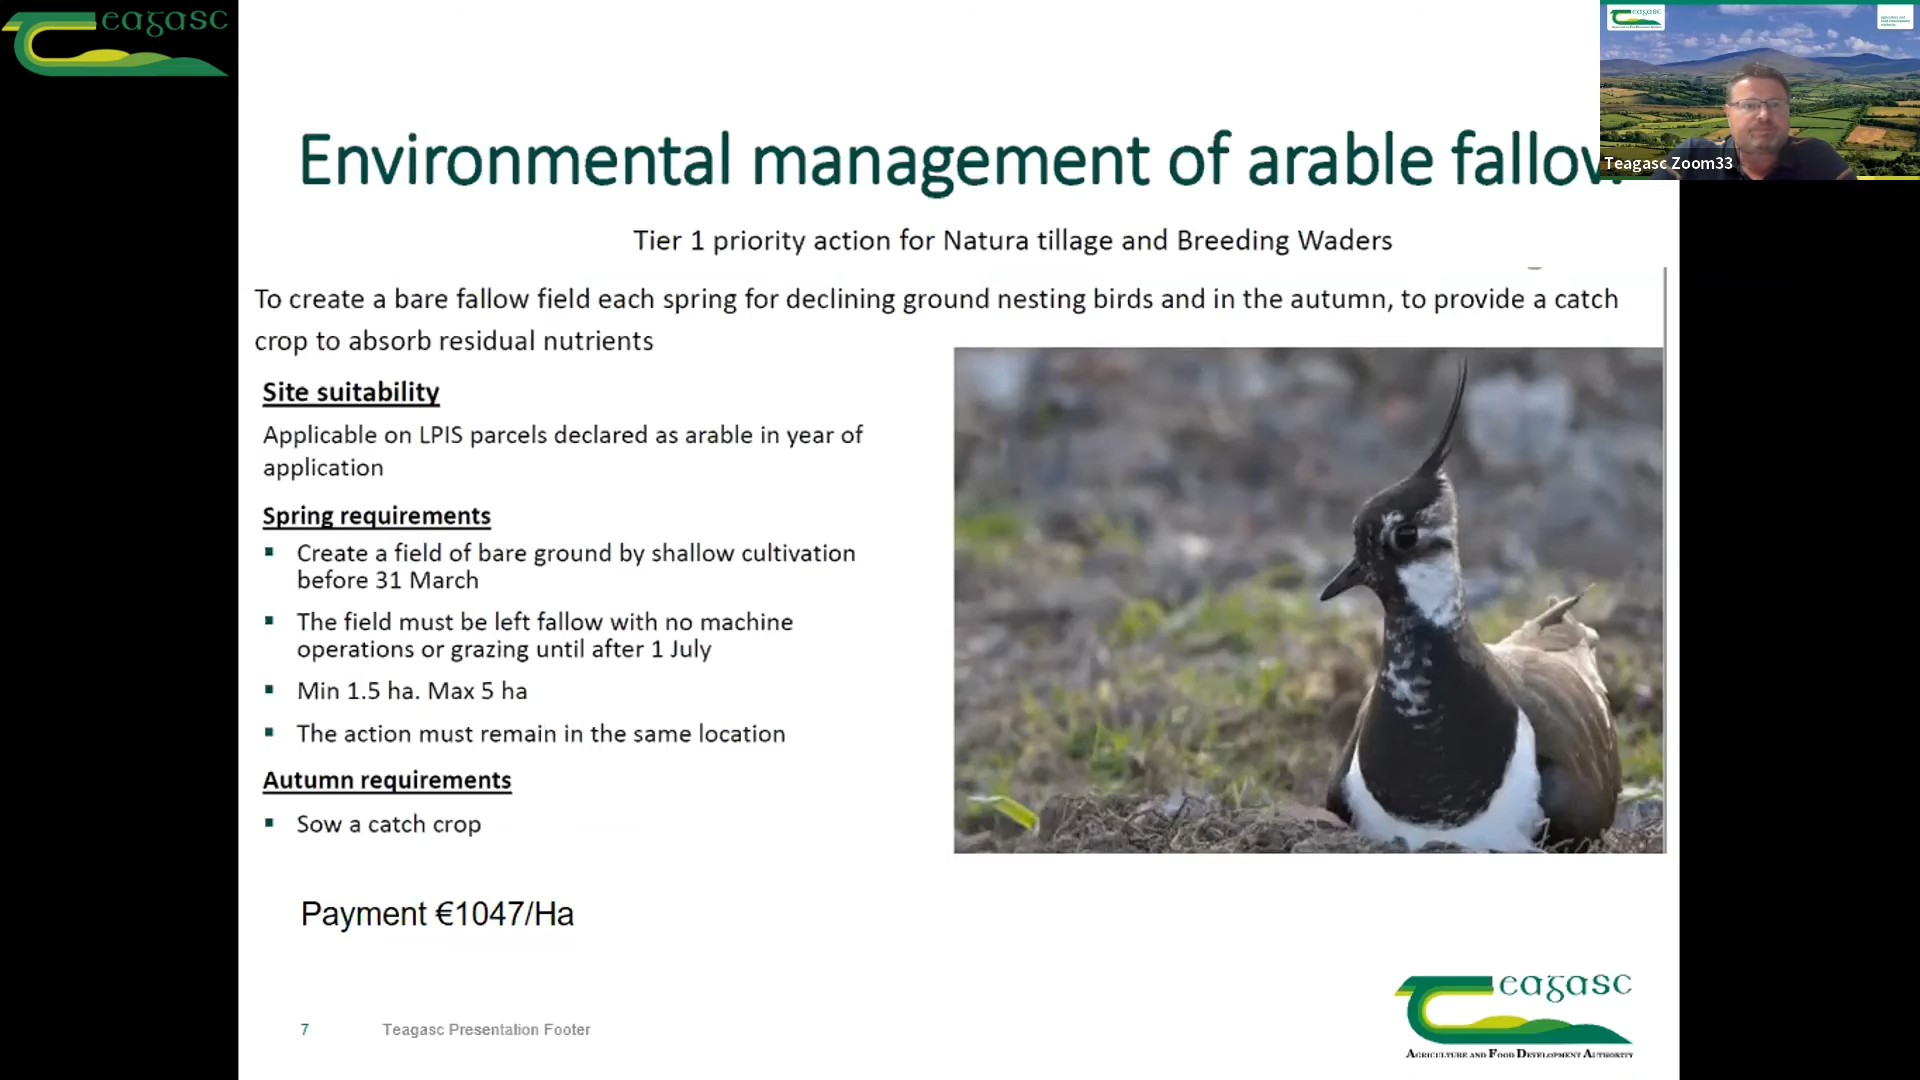 eagasc
Environmental management of arable fallow
Teagasc Zoom33
Tier 1 priority action for Natura tillage and Breeding Waders
To create a bare fallow field each spring for declining ground nesting birds and in the autumn, to provide a catch
crop to absorb residual nutrients
Site suitability
Applicable on LPIS parcels declared as arable in year of
application
Spring requirements
▪ Create a field of bare ground by shallow cultivation
before 31 March
▪ The field must be left fallow with no machine
operations or grazing until after 1 July
▪ Min 1.5 ha. Max 5 ha
▪ The action must remain in the same location
Autumn requirements
▪ Sow a catch crop
Payment €1047/Ha
7 Teagasc Presentation Footer
eagasc
AGRICULTURE AND FOOD DEVELOPMENT AUTHORITY